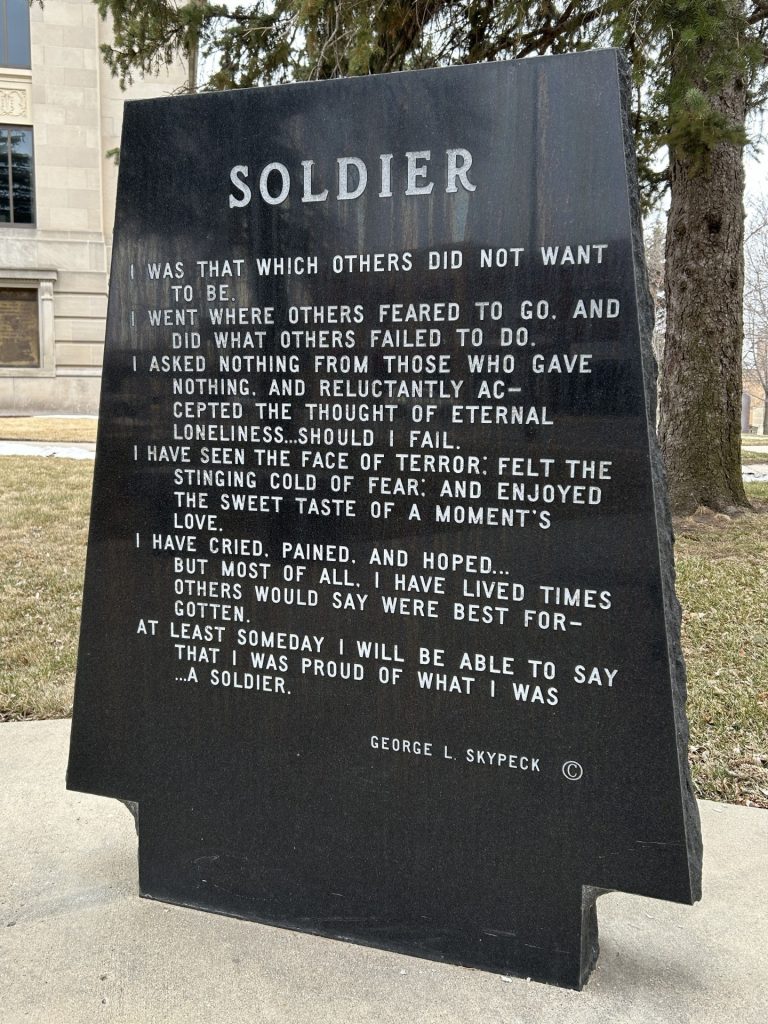 SOLDIER
I WAS THAT WHICH OTHERS DID NOT WANT
TO BE.
I WENT WHERE OTHERS FEARED TO GO, AND
DID WHAT OTHERS FAILED TO DO.
I ASKED NOTHING FROM THOSE WHO GAVE
NOTHING, AND RELUCTANTLY AC-
CEPTED THE THOUGHT OF ETERNAL
LONELINESS...SHOULD I FAIL.
I HAVE SEEN THE FACE OF TERROR; FELT THE
STINGING COLD OF FEAR; AND ENJOYED
THE SWEET TASTE OF A MOMENT'S
LOVE.
I HAVE CRIED, PAINED, AND HOPED...
BUT MOST OF ALL, I HAVE LIVED TIMES
OTHERS WOULD SAY WERE BEST FOR-
GOTTEN.
AT LEAST SOMEDAY I WILL BE ABLE TO SAY
THAT I WAS PROUD OF WHAT I WAS
...A SOLDIER.
GEORGE L. SKYPECK ©